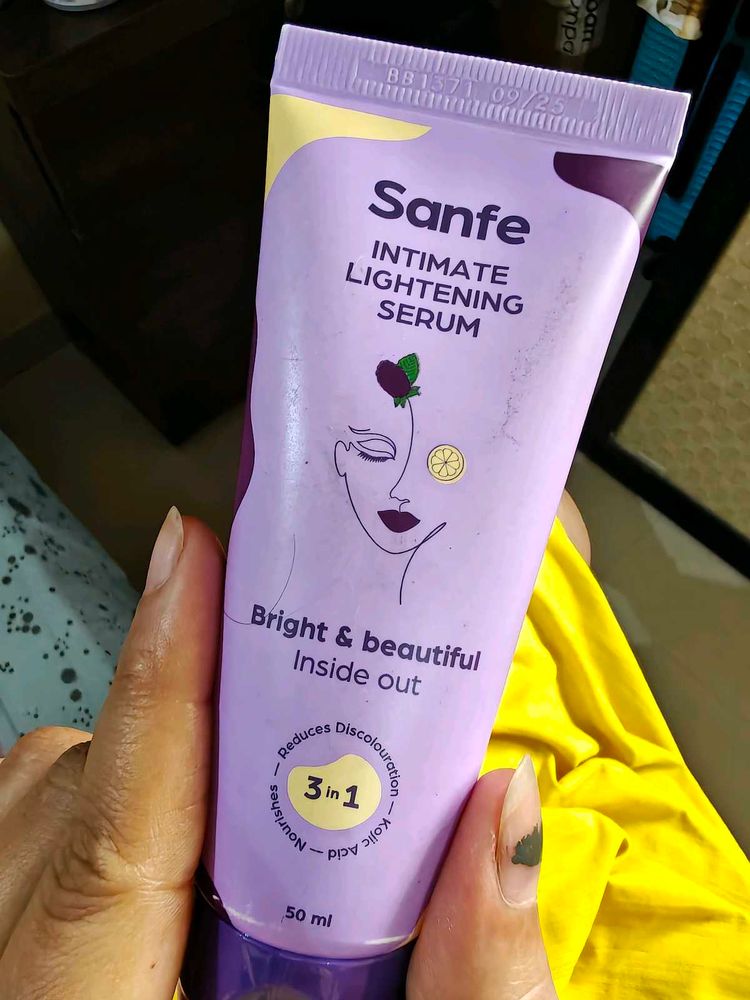 BB1371 09/25
Sanfe
INTIMATE
LIGHTENING
SERUM
Bright & beautiful
Inside out
Reduces Discolouration — Kojic Acid — Nourishes —
3 in 1
50 ml